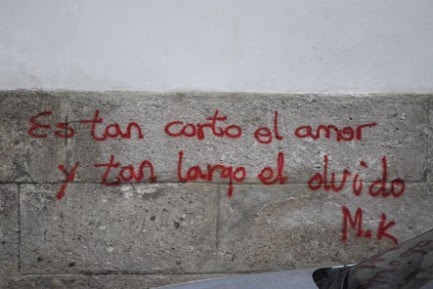 Es tan corto el amor
y tan largo el olvido
M.K